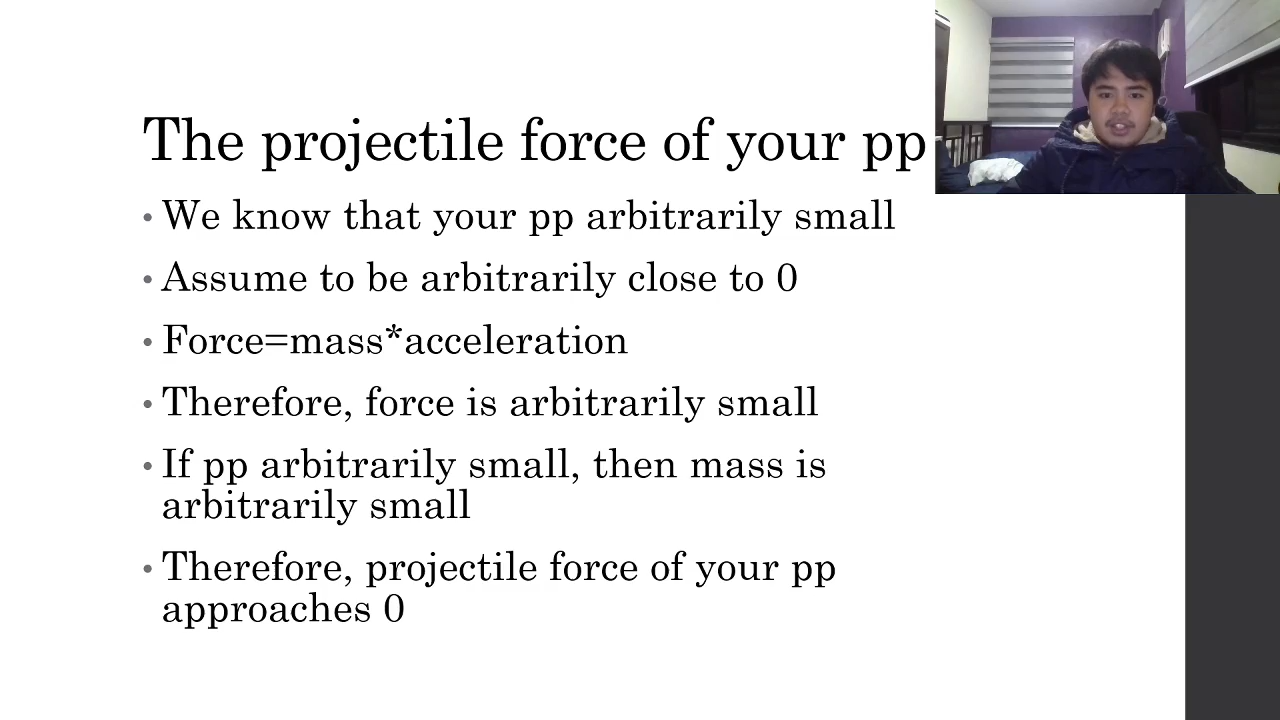 The projectile force of your pp
• We know that your pp arbitrarily small
• Assume to be arbitrarily close to 0
• Force=mass*acceleration
• Therefore, force is arbitrarily small
• If pp arbitrarily small, then mass is
arbitrarily small
• Therefore, projectile force of your pp
approaches 0